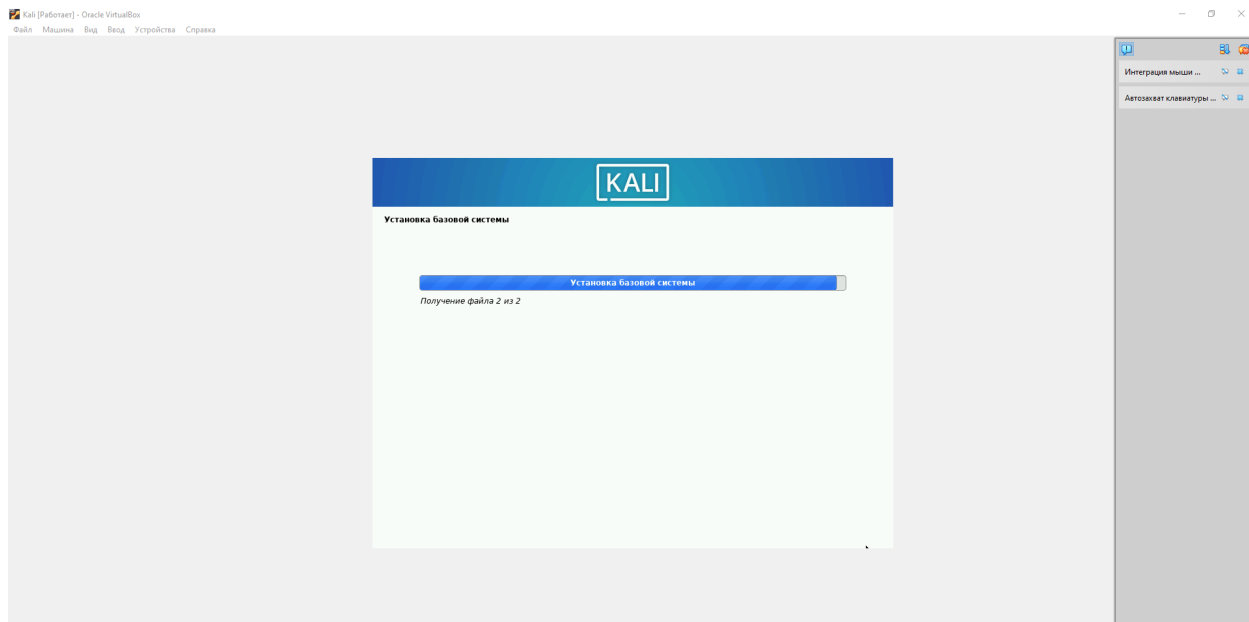 Kali [Работает] - Oracle VirtualBox
Файл Машина Вид Ввод Устройства Справка
Интеграция мыши ...
Автозахват клавиатуры ...
KALI
Установка базовой системы
Установка базовой системы
Получение файла 2 из 2